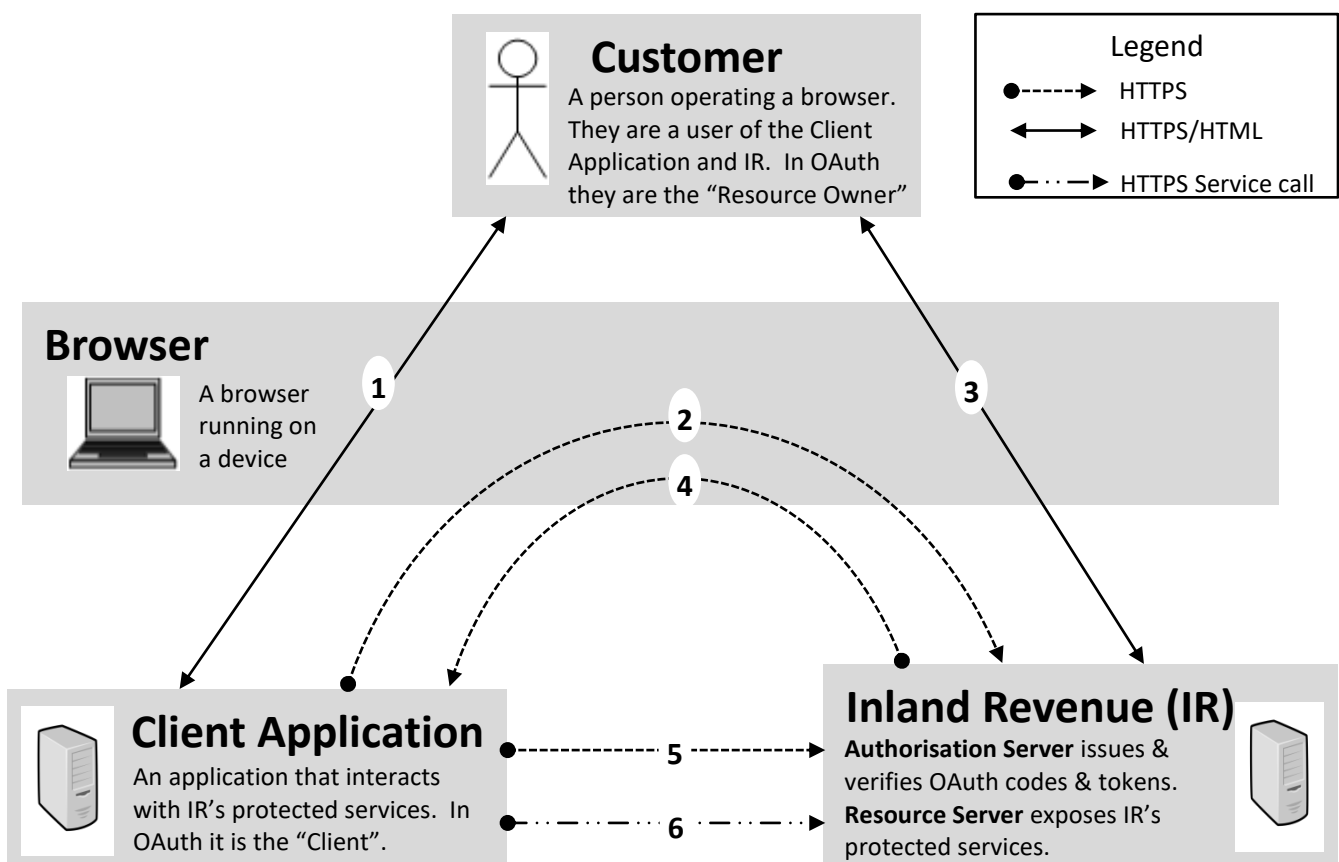 Customer
A person operating a browser.
They are a user of the Client
Application and IR. In OAuth
they are the “Resource Owner”
Legend
HTTPS
HTTPS/HTML
HTTPS Service call
Browser
A browser
running on
a device
1
2
3
4
Client Application
An application that interacts
with IR’s protected services. In
OAuth it is the “Client”.
5
6
Inland Revenue (IR)
Authorisation Server issues &
verifies OAuth codes & tokens.
Resource Server exposes IR’s
protected services.